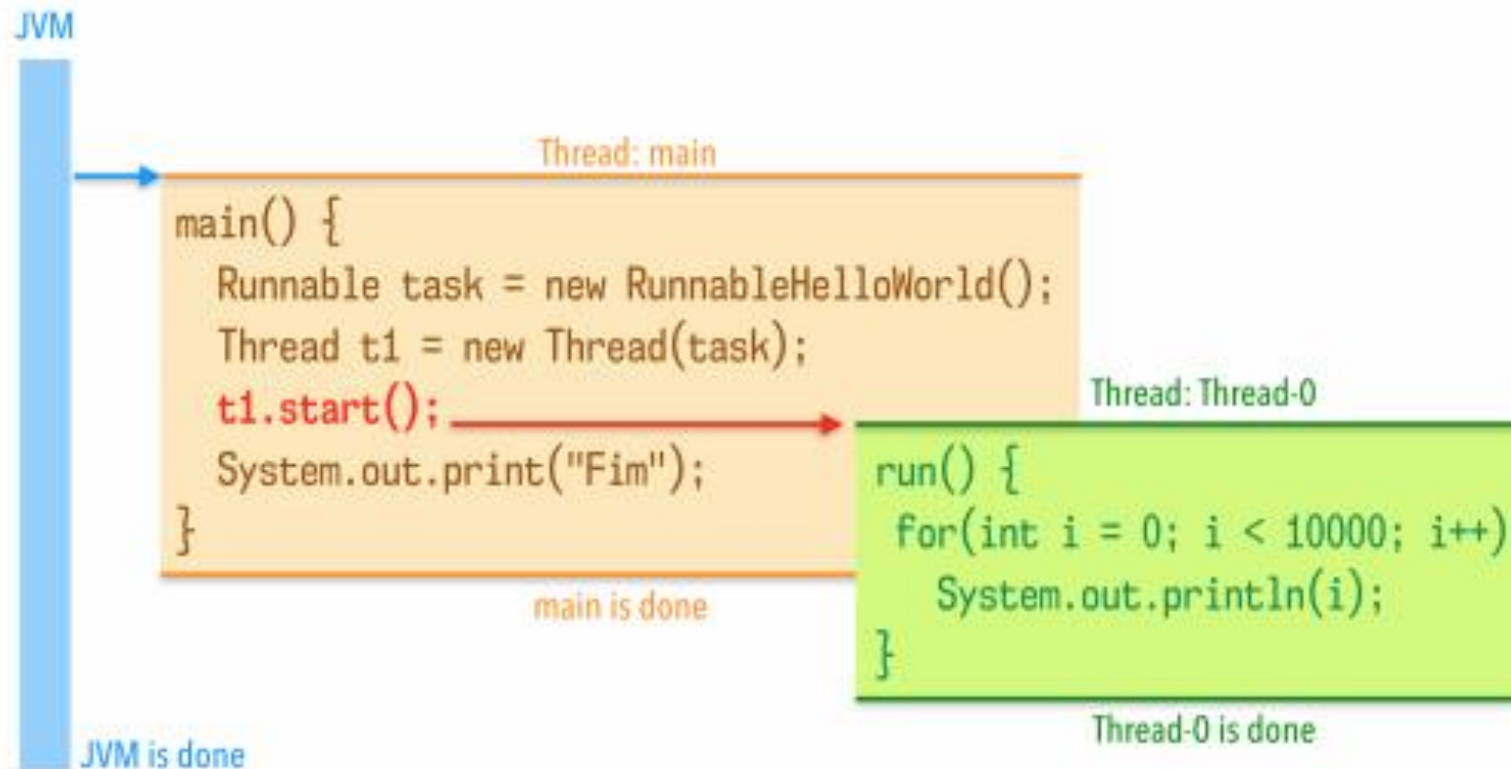 JVM
Thread: main
main() {
Runnable task = new RunnableHelloWorld();
Thread t1 = new Thread(task);
t1.start();
System.out.print("Fim");
}
main is done
Thread: Thread-0
run() {
for(int i = 0; i < 10000; i++)
System.out.println(i);
}
Thread-0 is done
JVM is done